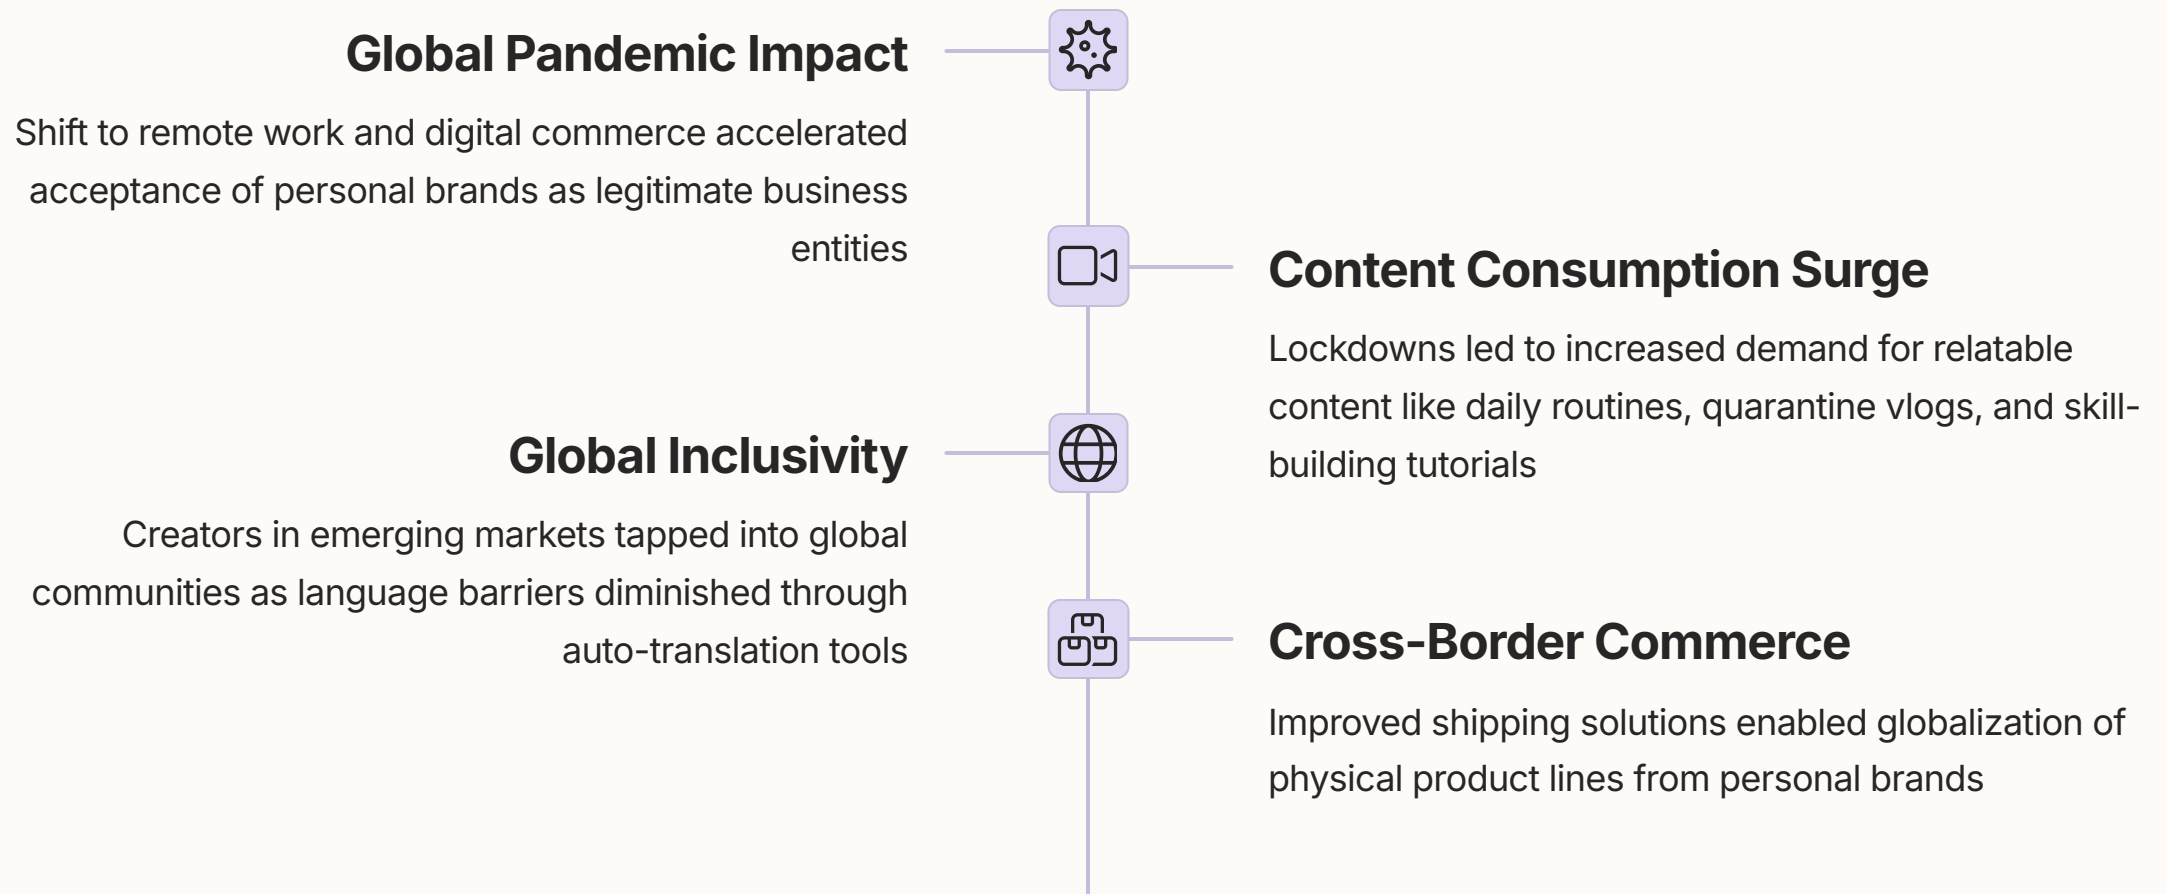 Global Pandemic Impact
Shift to remote work and digital commerce accelerated
acceptance of personal brands as legitimate business
entities
Content Consumption Surge
Lockdowns led to increased demand for relatable
content like daily routines, quarantine vlogs, and skill-
building tutorials
Global Inclusivity
Creators in emerging markets tapped into global
communities as language barriers diminished through
auto-translation tools
Cross-Border Commerce
Improved shipping solutions enabled globalization of
physical product lines from personal brands